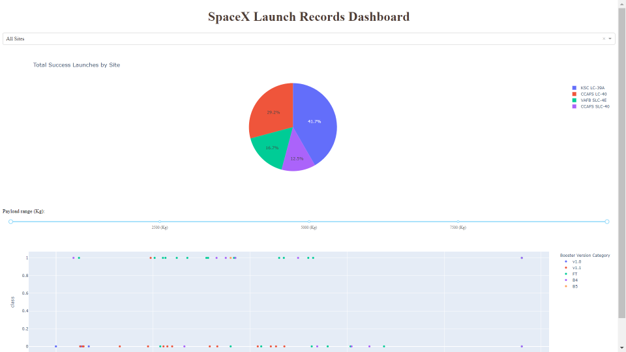 SpaceX Launch Records Dashboard
All Sites
Total Success Launches by Site
KSC LC-39A
CCAFS LC-40
VAFB SLC-4E
CCAFS SLC-40
41.7%
29.2%
16.7%
12.5%
Payload range (Kg):
2500 (Kg)
5000 (Kg)
7500 (Kg)
Booster Version Category
v1.0
v1.1
FT
B4
B5
class
1
0.8
0.6
0.4
0.2
0